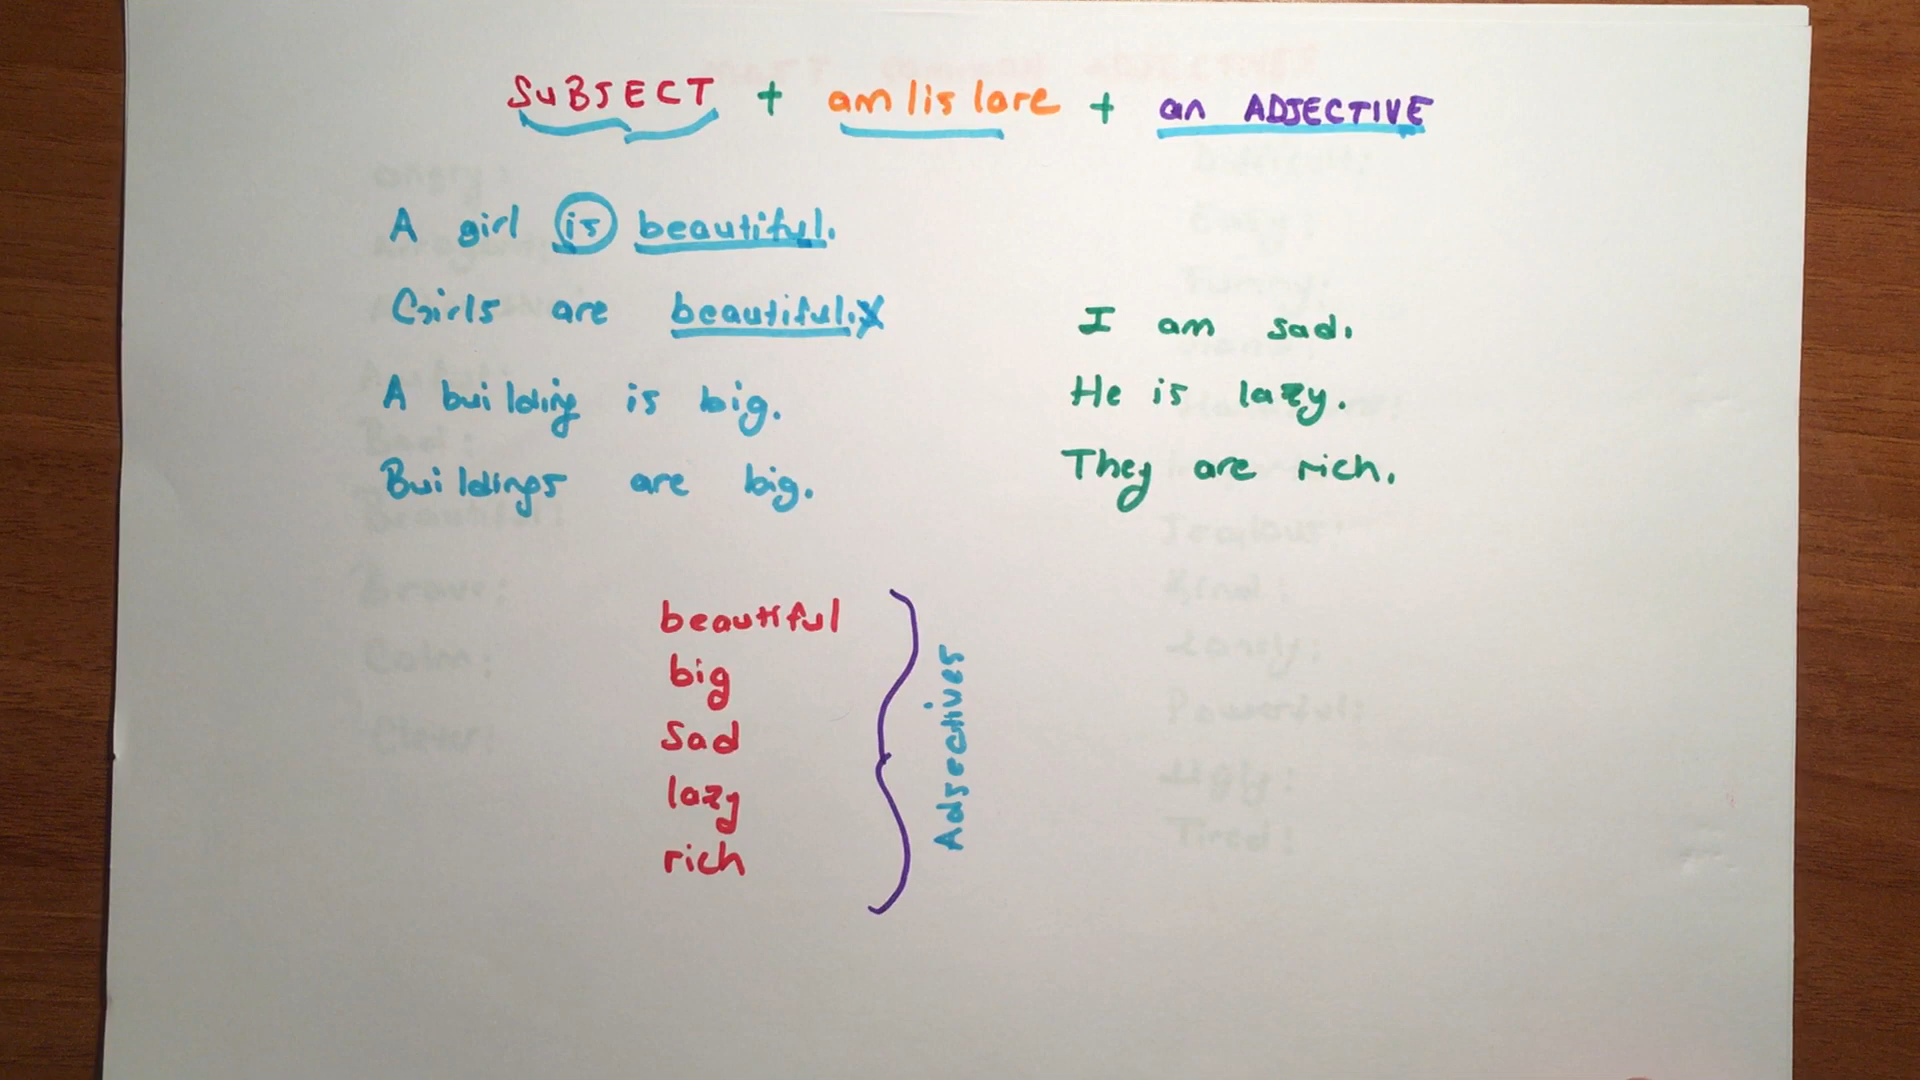 SUBJECT + am/is/are + an ADJECTIVE
A girl is beautiful.
Girls are beautiful.
A building is big.
Buildings are big.
I am sad.
He is lazy.
They are rich.
beautiful
big
sad
lazy
rich
Adjectives